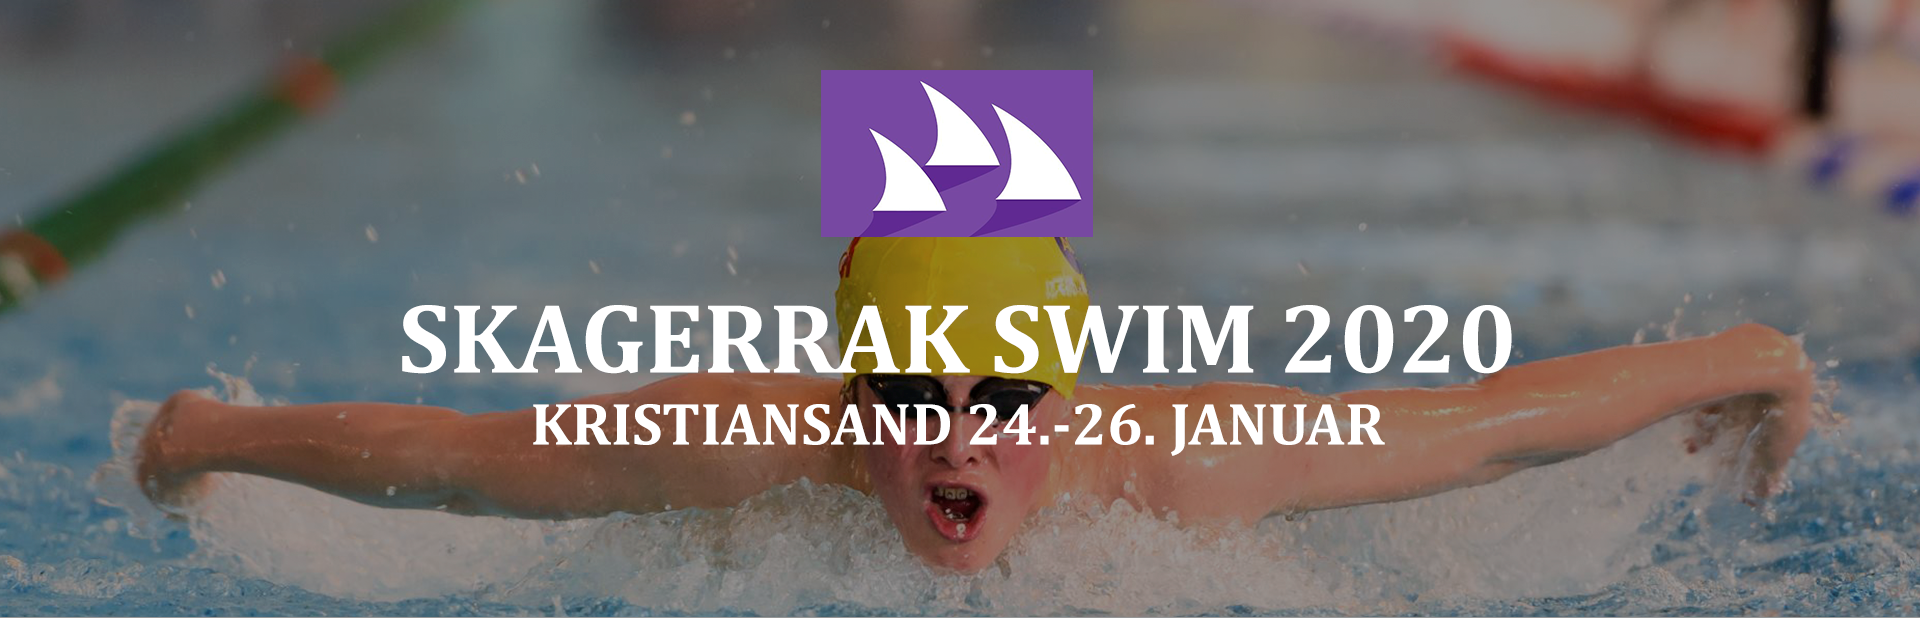 SKAGERRAK SWIM 2020
KRISTIANSAND 24.-26. JANUAR